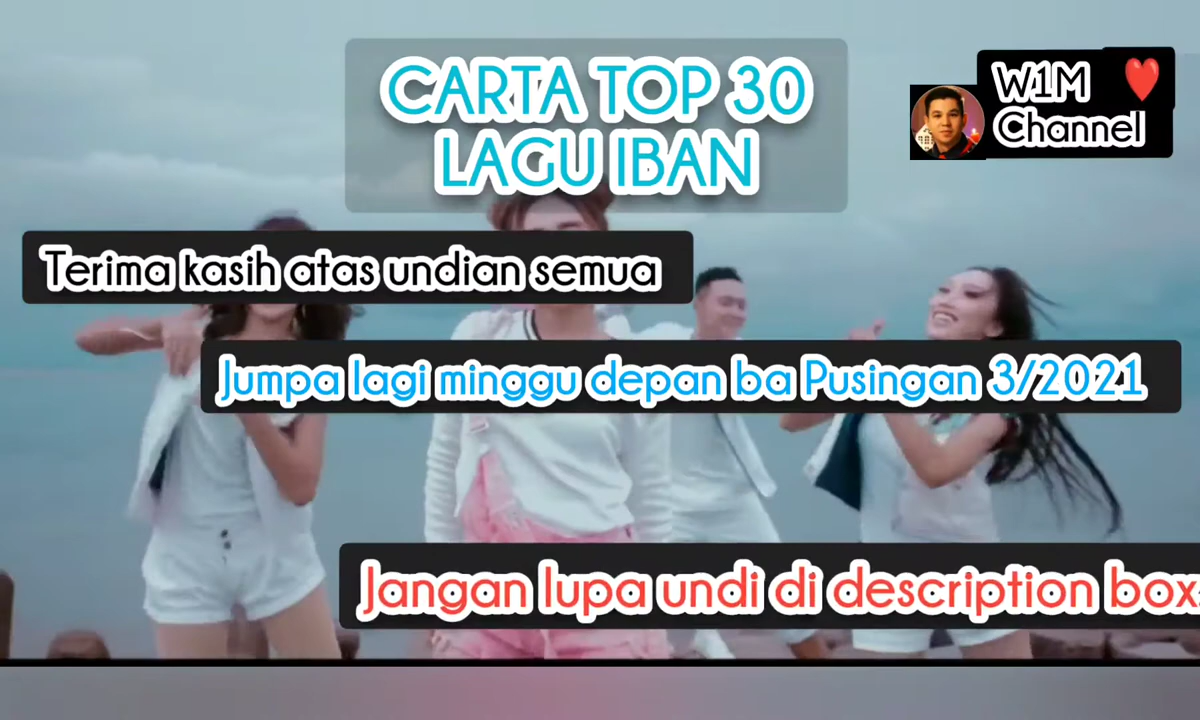 CARTA TOP 30
LAGU IBAN
W1M
Channel
Terima kasih atas undian semua
Jumpa lagi minggu depan ba Pusingan 3/2021
Jangan lupa undi di description box